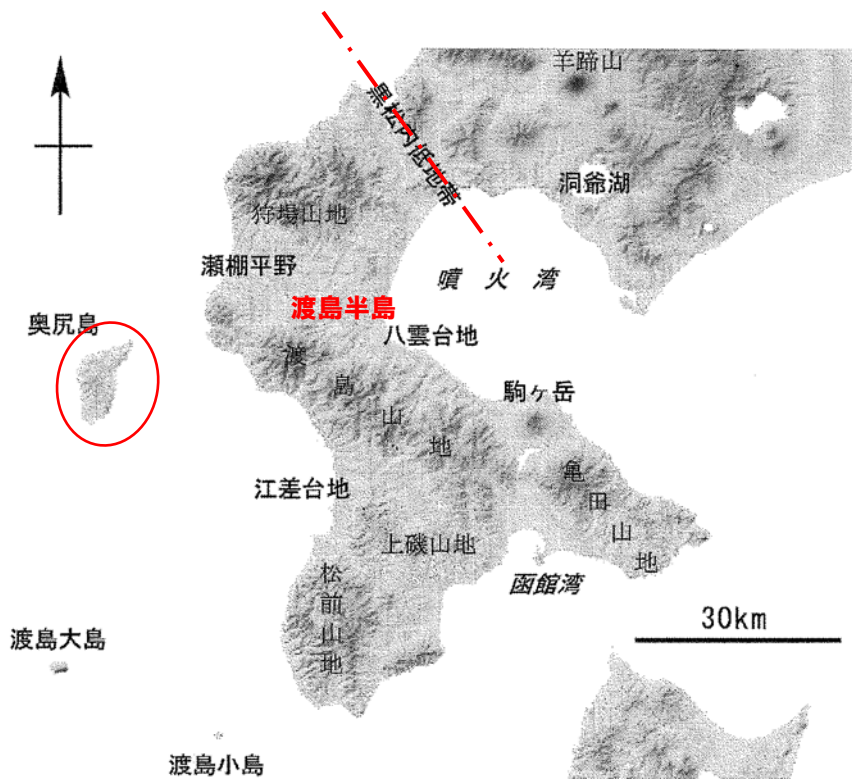 羊蹄山
黒松内低地帯
洞爺湖
狩場山地
瀬棚平野
噴火湾
渡島半島
奥尻島
八雲台地
渡島山地
駒ヶ岳
亀田山地
江差台地
上磯山地
松前山地
函館湾
30km
渡島大島
渡島小島